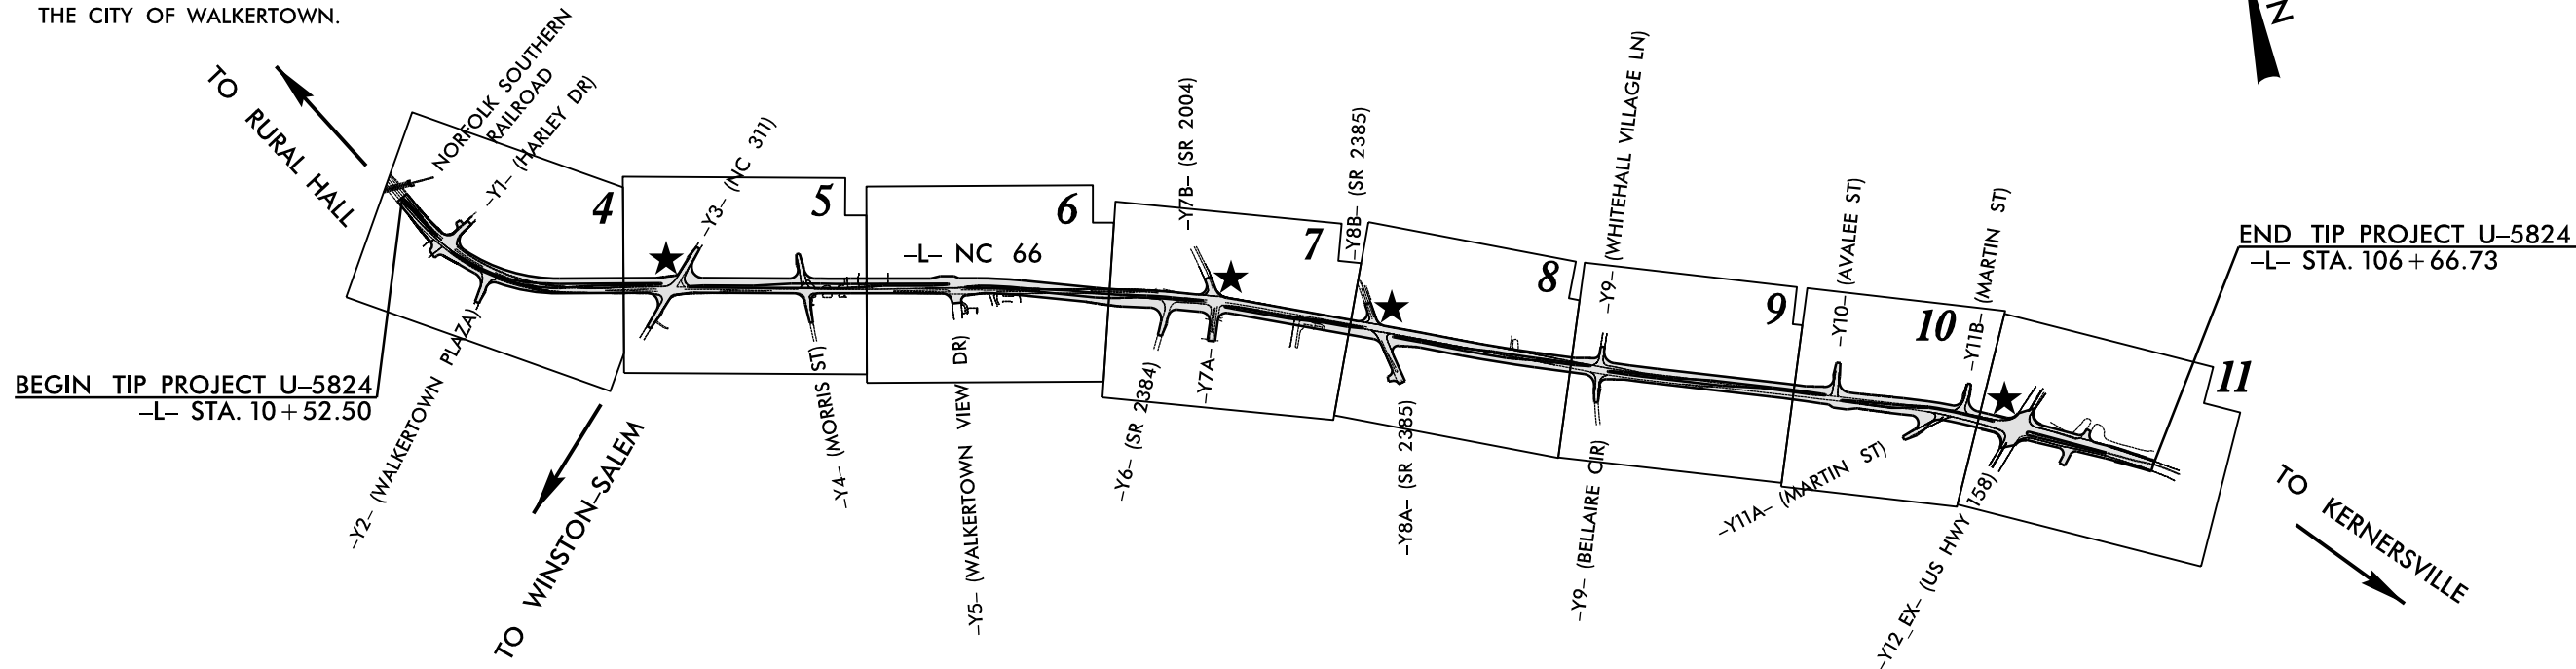 THE CITY OF WALKERTOWN.
N
TO RURAL HALL
NORFOLK SOUTHERN
RAILROAD
-Y1- (HARLEY DR)
-Y3- (NC 311)
-Y7B- (SR 2004)
-Y8B- (SR 2385)
-Y9- (WHITEHALL VILLAGE LN)
-Y10- (AVALEE ST)
-Y11B- (MARTIN ST)
4
5
6
7
8
9
10
11
-L- NC 66
END TIP PROJECT U-5824
-L- STA. 106+66.73
BEGIN TIP PROJECT U-5824
-L- STA. 10+52.50
-Y2- (WALKERTOWN PLAZA)
TO WINSTON-SALEM
-Y4- (MORRIS ST)
-Y5- (WALKERTOWN VIEW DR)
-Y6- (SR 2384)
-Y7A-
-Y8A- (SR 2385)
-Y9- (BELLAIRE CIR)
-Y11A- (MARTIN ST)
-Y12_EX- (US HWY 158)
TO KERNERSVILLE